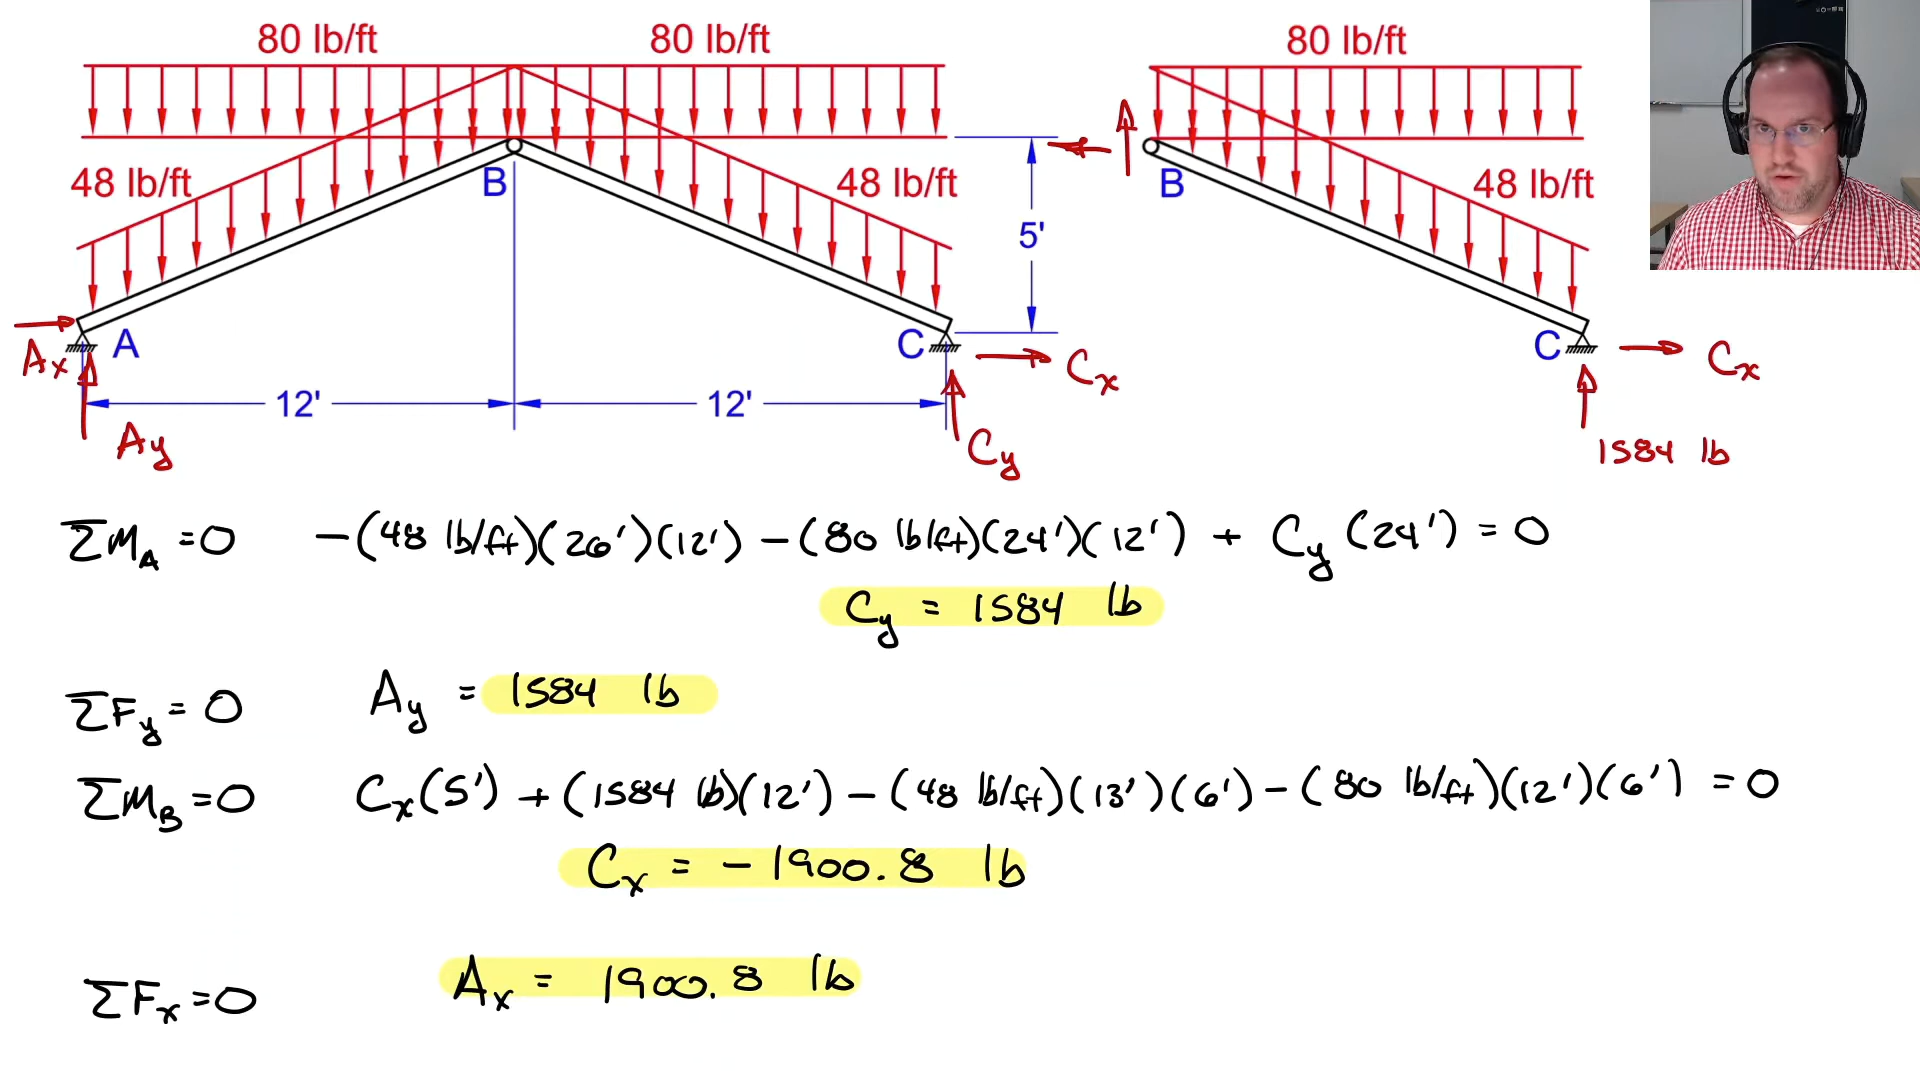 80 lb/ft 80 lb/ft 80 lb/ft
48 lb/ft B 48 lb/ft B 48 lb/ft
5'
A C C
Ax Cx Cx
12' 12'
Ay Cy 1584 lb
ΣM_A = 0 -(48 lb/ft)(26')(12') - (80 lb/ft)(24')(12') + Cy (24') = 0
Cy = 1584 lb
ΣFy = 0 Ay = 1584 lb
ΣM_B = 0 Cx(5') + (1584 lb)(12') - (48 lb/ft)(13')(6') - (80 lb/ft)(12')(6') = 0
Cx = -1900.8 lb
ΣFx = 0 Ax = 1900.8 lb